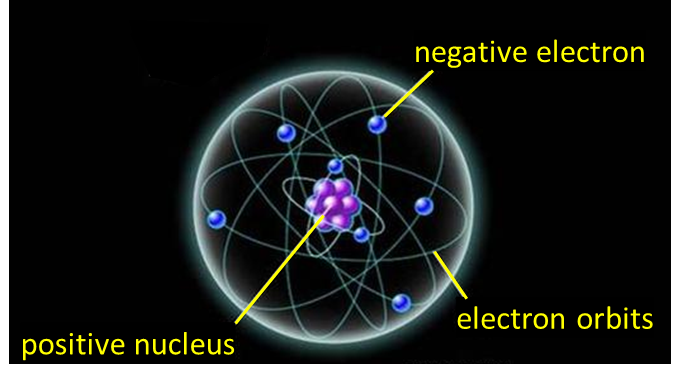 negative electron
electron orbits
positive nucleus